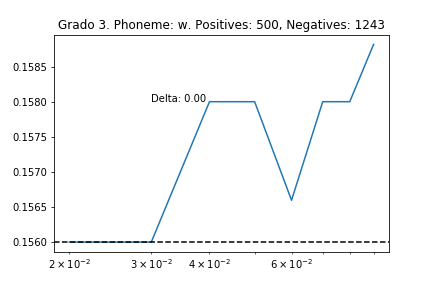 Grado 3. Phoneme: w. Positives: 500, Negatives: 1243
0.1585
0.1580
Delta: 0.00
0.1575
0.1570
0.1565
0.1560
2 × 10⁻² 3 × 10⁻² 4 × 10⁻² 6 × 10⁻²